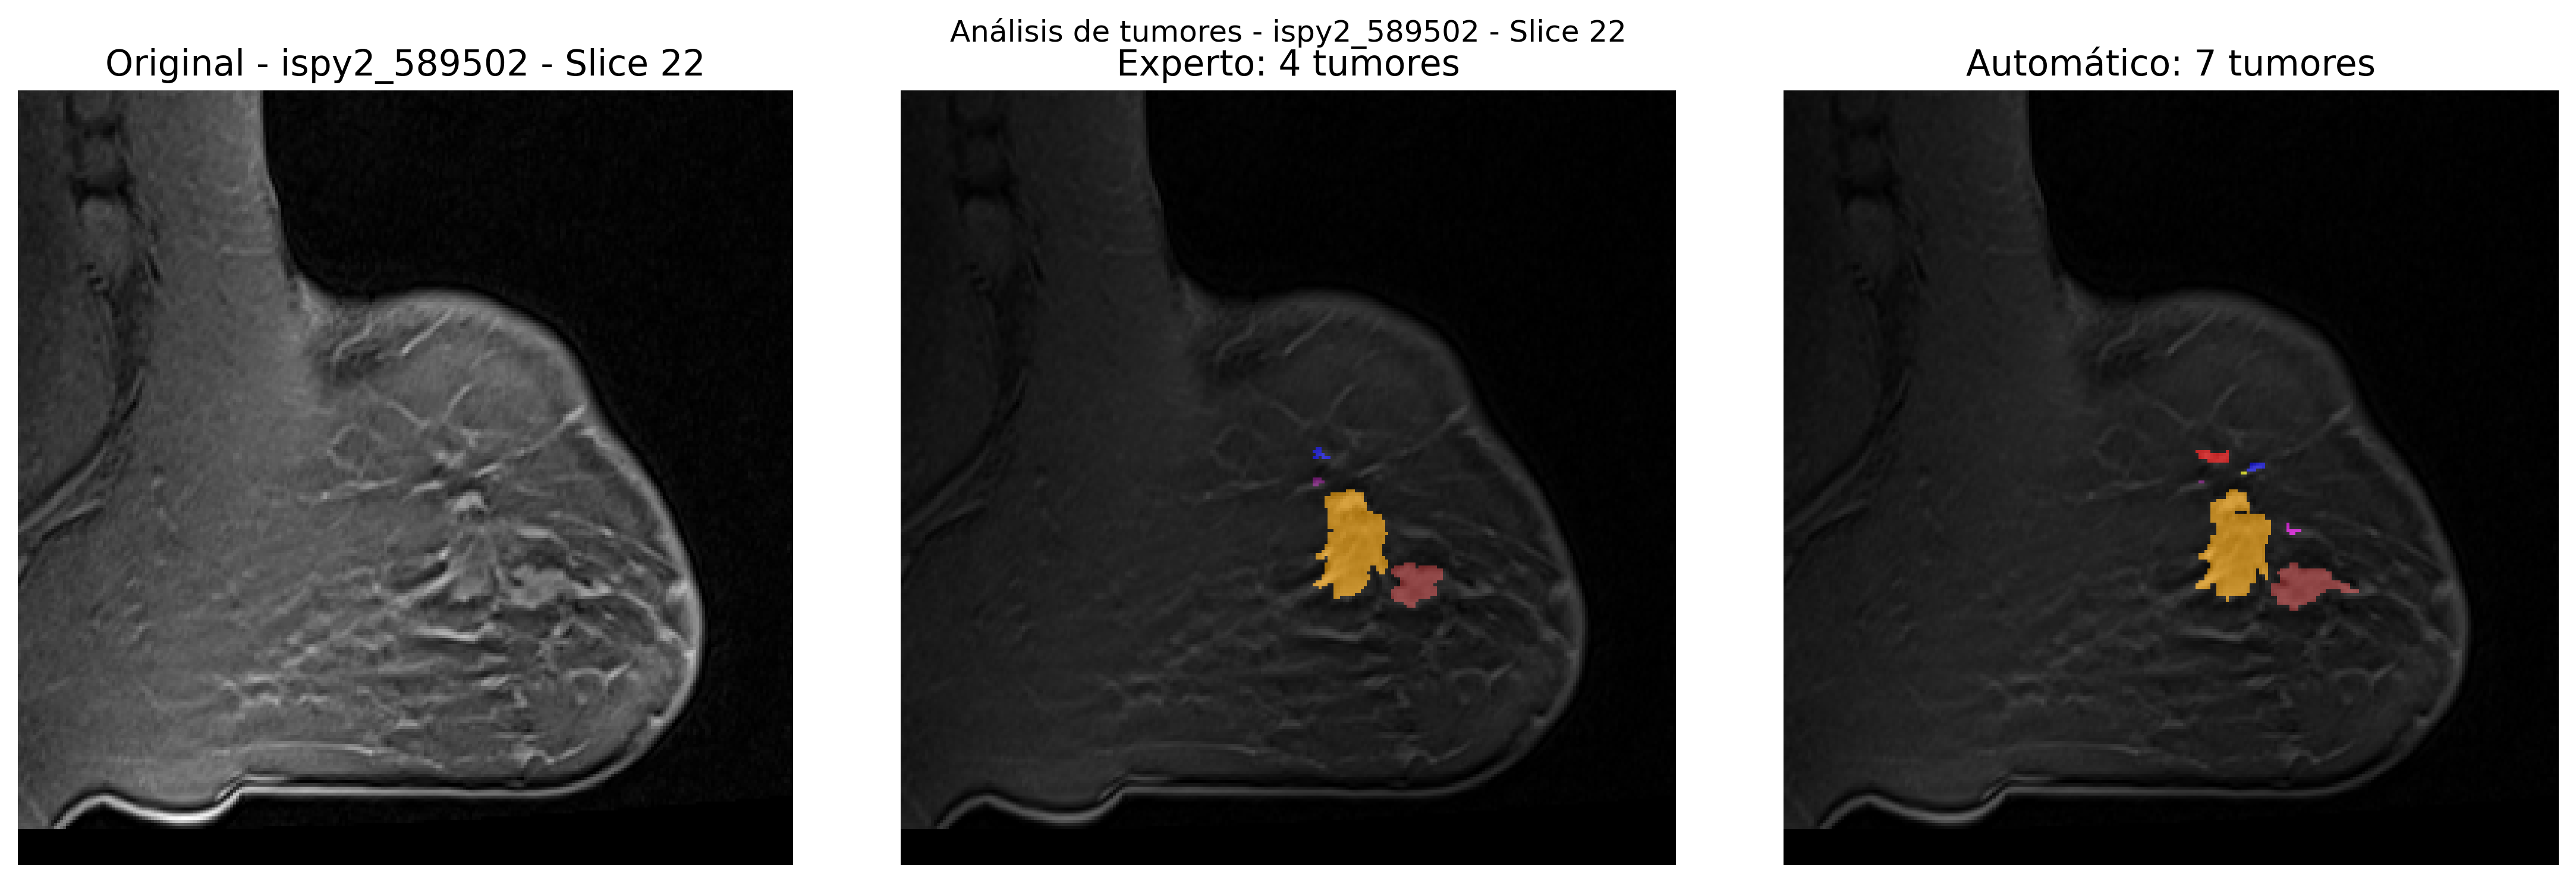 Análisis de tumores - ispy2_589502 - Slice 22
Original - ispy2_589502 - Slice 22
Experto: 4 tumores
Automático: 7 tumores